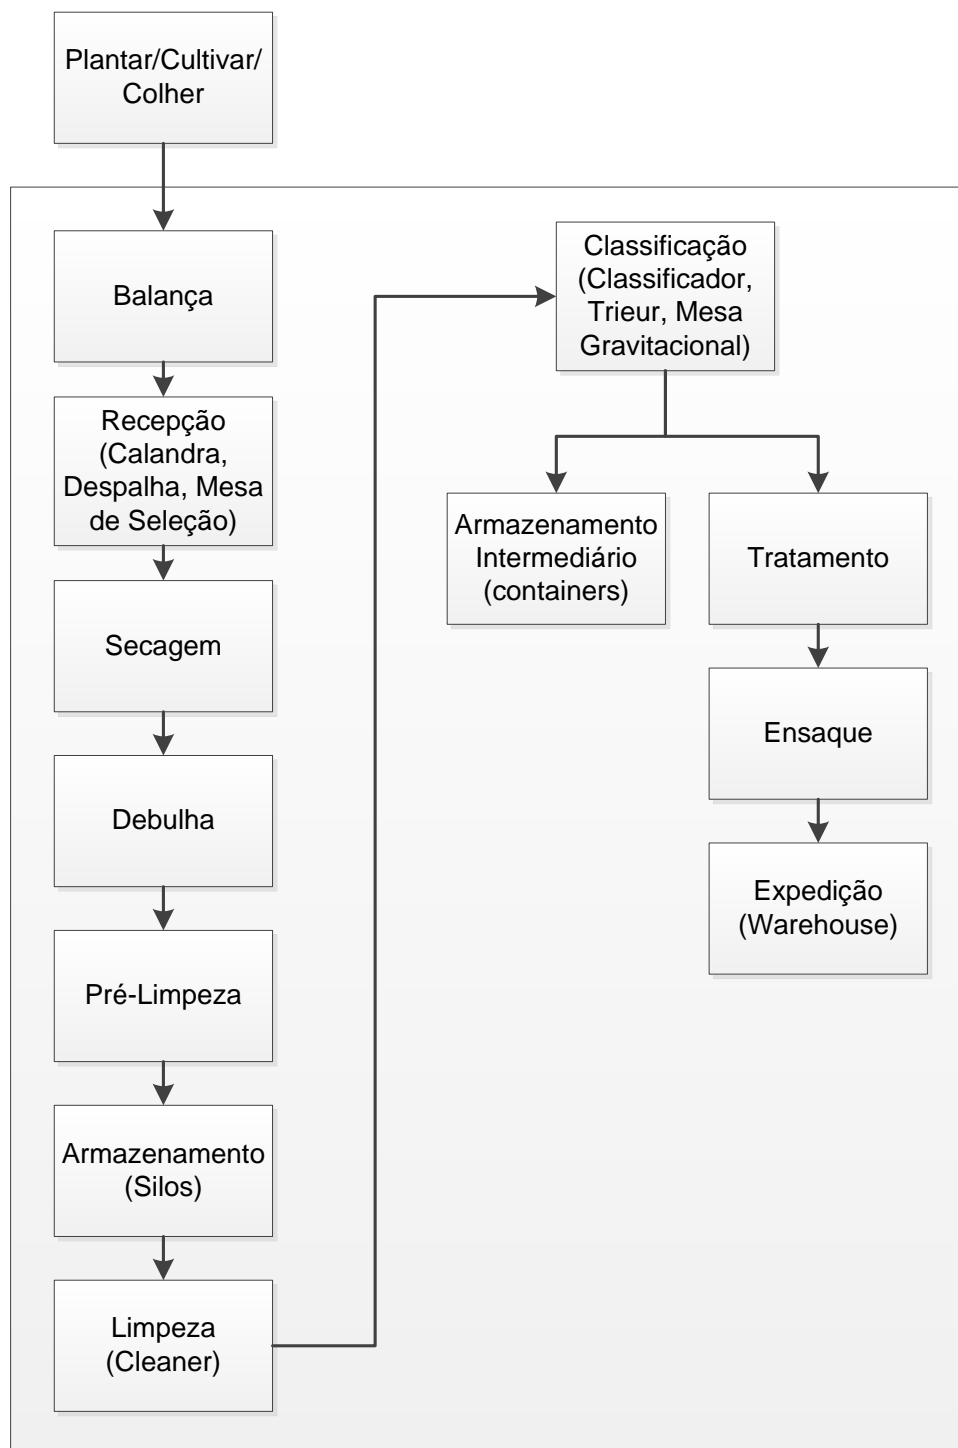 Plantar/Cultivar/
Colher
Balança
Recepção
(Calandra,
Despalha, Mesa
de Seleção)
Secagem
Debulha
Pré-Limpeza
Armazenamento
(Silos)
Limpeza
(Cleaner)
Classificação
(Classificador,
Trieur, Mesa
Gravitacional)
Armazenamento
Intermediário
(containers)
Tratamento
Ensaque
Expedição
(Warehouse)